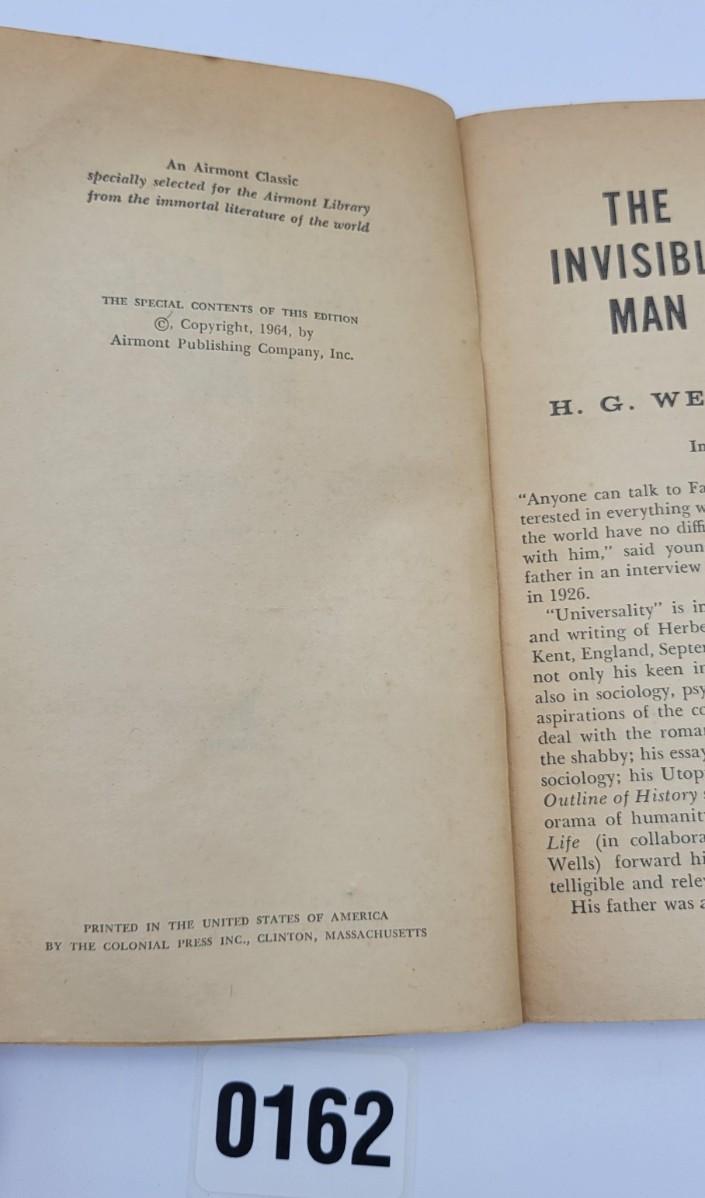 An Airmont Classic
specially selected for the Airmont Library
from the immortal literature of the world
THE SPECIAL CONTENTS OF THIS EDITION
©, Copyright, 1964, by
Airmont Publishing Company, Inc.
PRINTED IN THE UNITED STATES OF AMERICA
BY THE COLONIAL PRESS INC., CLINTON, MASSACHUSETTS
THE
INVISIBL
MAN
H. G. WE
In
"Anyone can talk to Fa
terested in everything w
the world have no diffi
with him," said youn
father in an interview
in 1926.
"Universality" is in
and writing of Herbe
Kent, England, Septem
not only his keen in
also in sociology, psy
aspirations of the co
deal with the roman
the shabby; his essay
sociology; his Utop
Outline of History
orama of humanit
Life (in collabora
Wells) forward hi
telligible and rele
His father was a
0162